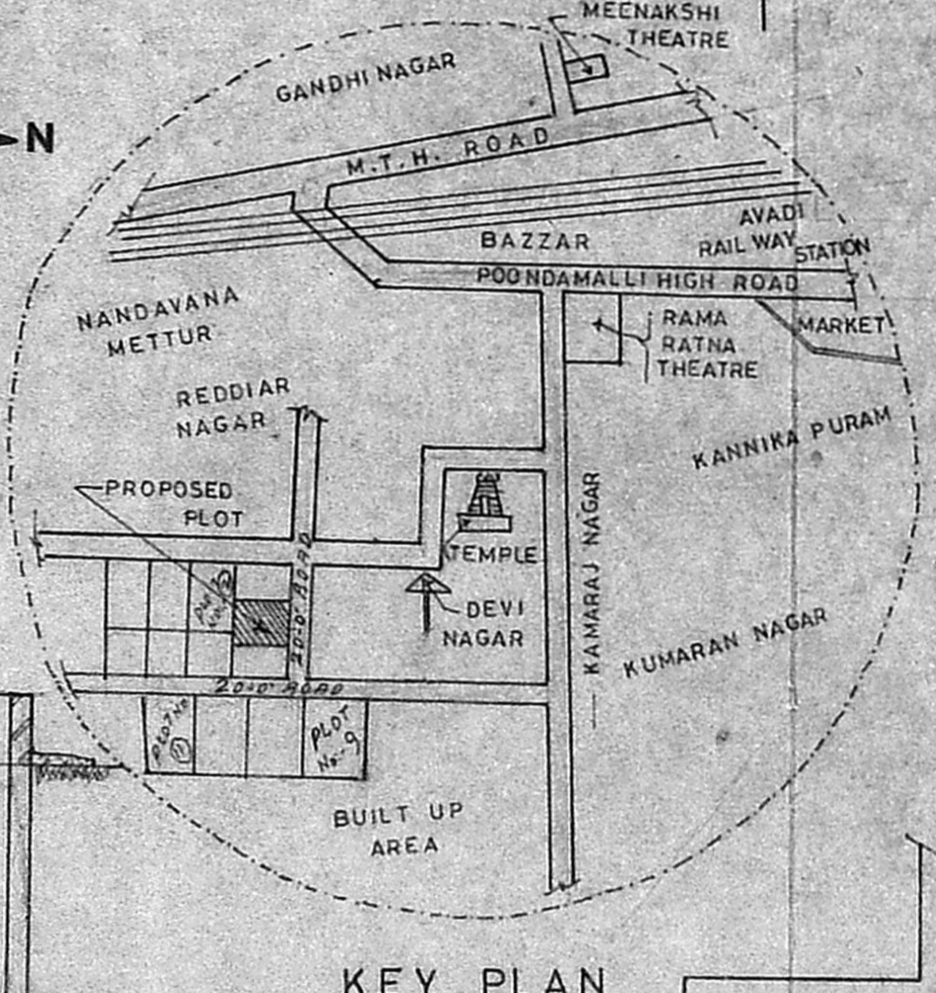 MEENAKSHI
THEATRE
GANDHI NAGAR
N
M.T.H. ROAD
AVADI
RAIL WAY STATION
BAZZAR
POONDAMALLI HIGH ROAD
NANDAVANA
METTUR
RAMA
RATNA
THEATRE
MARKET
REDDIAR
NAGAR
KANNIKA PURAM
PROPOSED
PLOT
TEMPLE
KAMARAJ NAGAR
20-0" ROAD
DEVI
NAGAR
KUMARAN NAGAR
20-0" ROAD
PLOT No
11
PLOT
No-9
BUILT UP
AREA
KEY PLAN